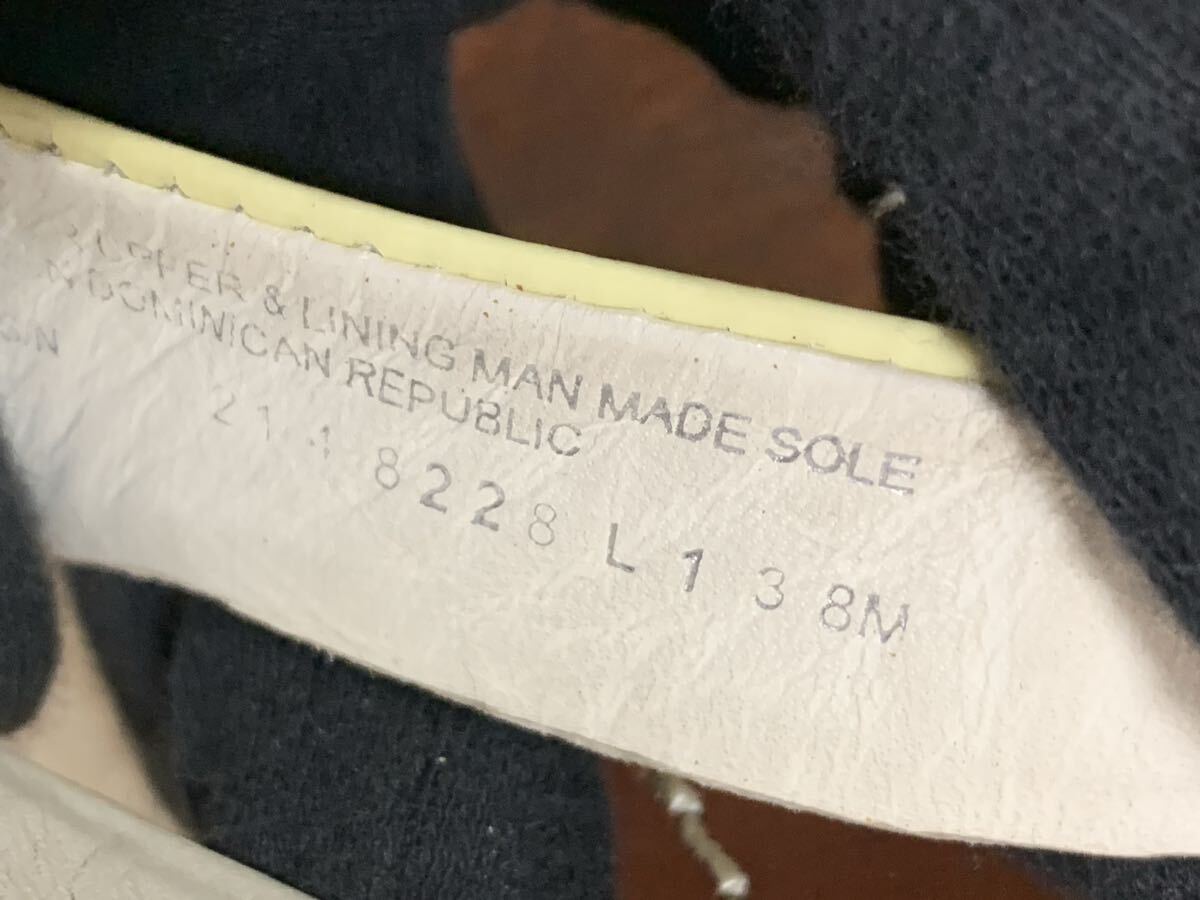 UPPER & LINING MAN MADE SOLE
DOMINICAN REPUBLIC
8228 L 1 3 8M